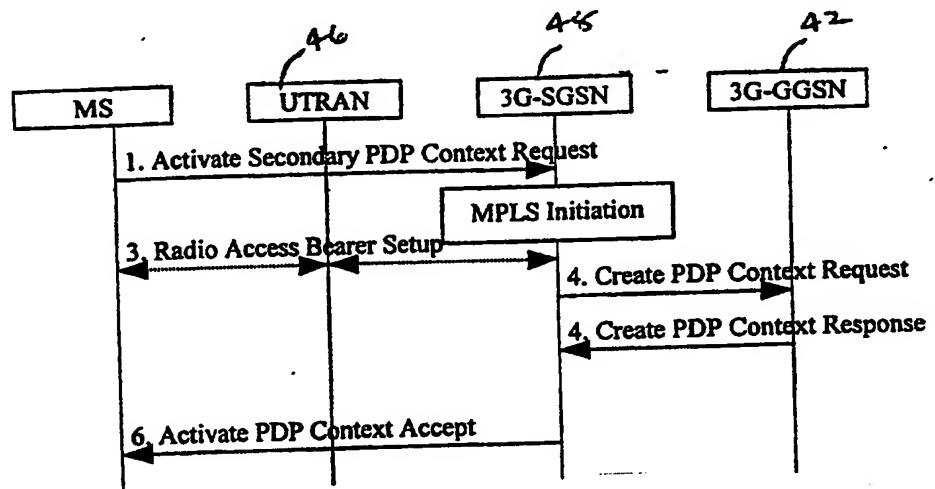 46
45
42
MS
UTRAN
3G-SGSN
3G-GGSN
1. Activate Secondary PDP Context Request
MPLS Initiation
3. Radio Access Bearer Setup
4. Create PDP Context Request
4. Create PDP Context Response
6. Activate PDP Context Accept